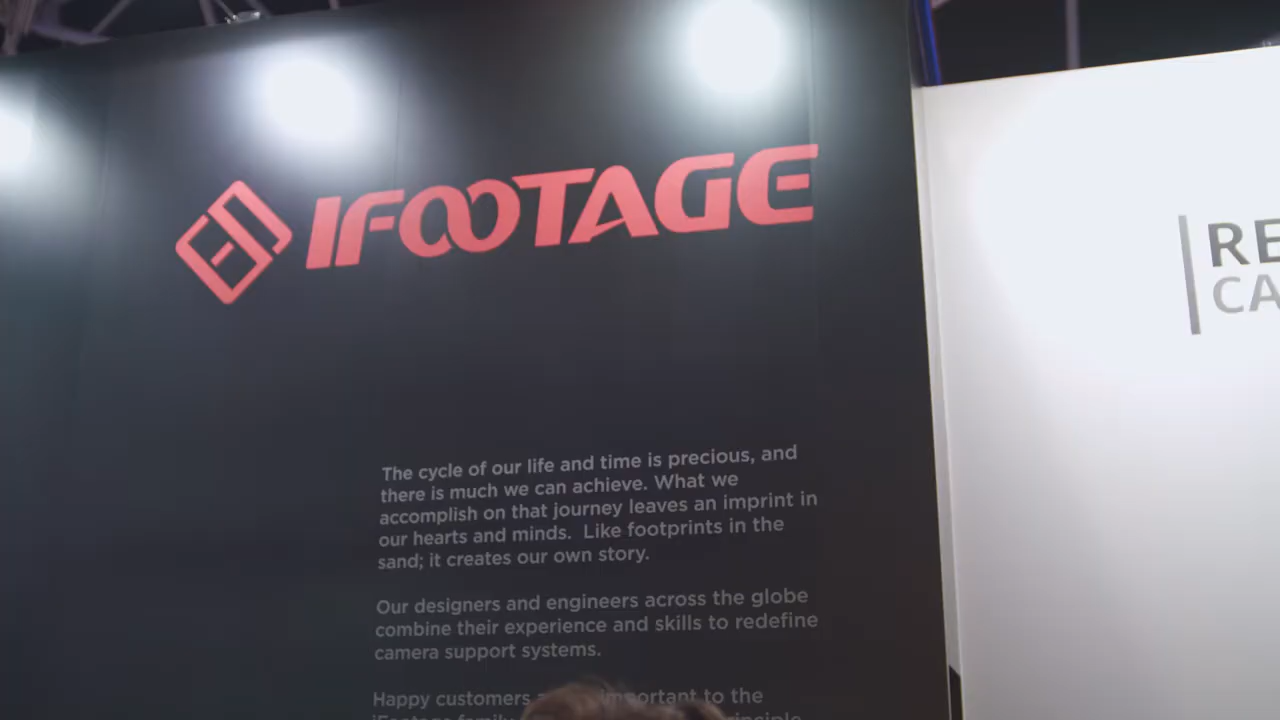 IFOOTAGE
The cycle of our life and time is precious, and
there is much we can achieve. What we
accomplish on that journey leaves an imprint in
our hearts and minds. Like footprints in the
sand; it creates our own story.
Our designers and engineers across the globe
combine their experience and skills to redefine
camera support systems.
Happy customers important to the
RE
CA